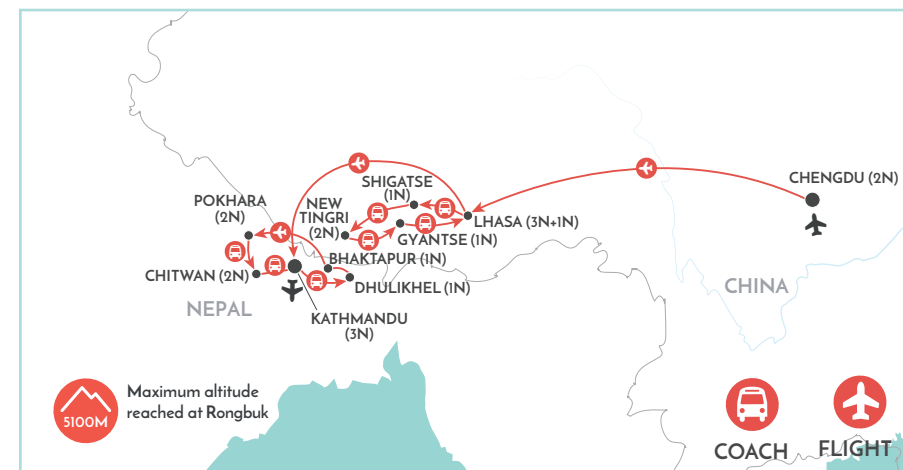 CHENGDU (2N)
SHIGATSE
(1N)
POKHARA
(2N)
NEW
TINGRI
(2N)
LHASA (3N+1N)
GYANTSE (1N)
BHAKTAPUR (1N)
CHITWAN (2N)
DHULIKHEL (1N)
CHINA
NEPAL
KATHMANDU
(3N)
Maximum altitude
reached at Rongbuk
5100M
COACH
FLIGHT